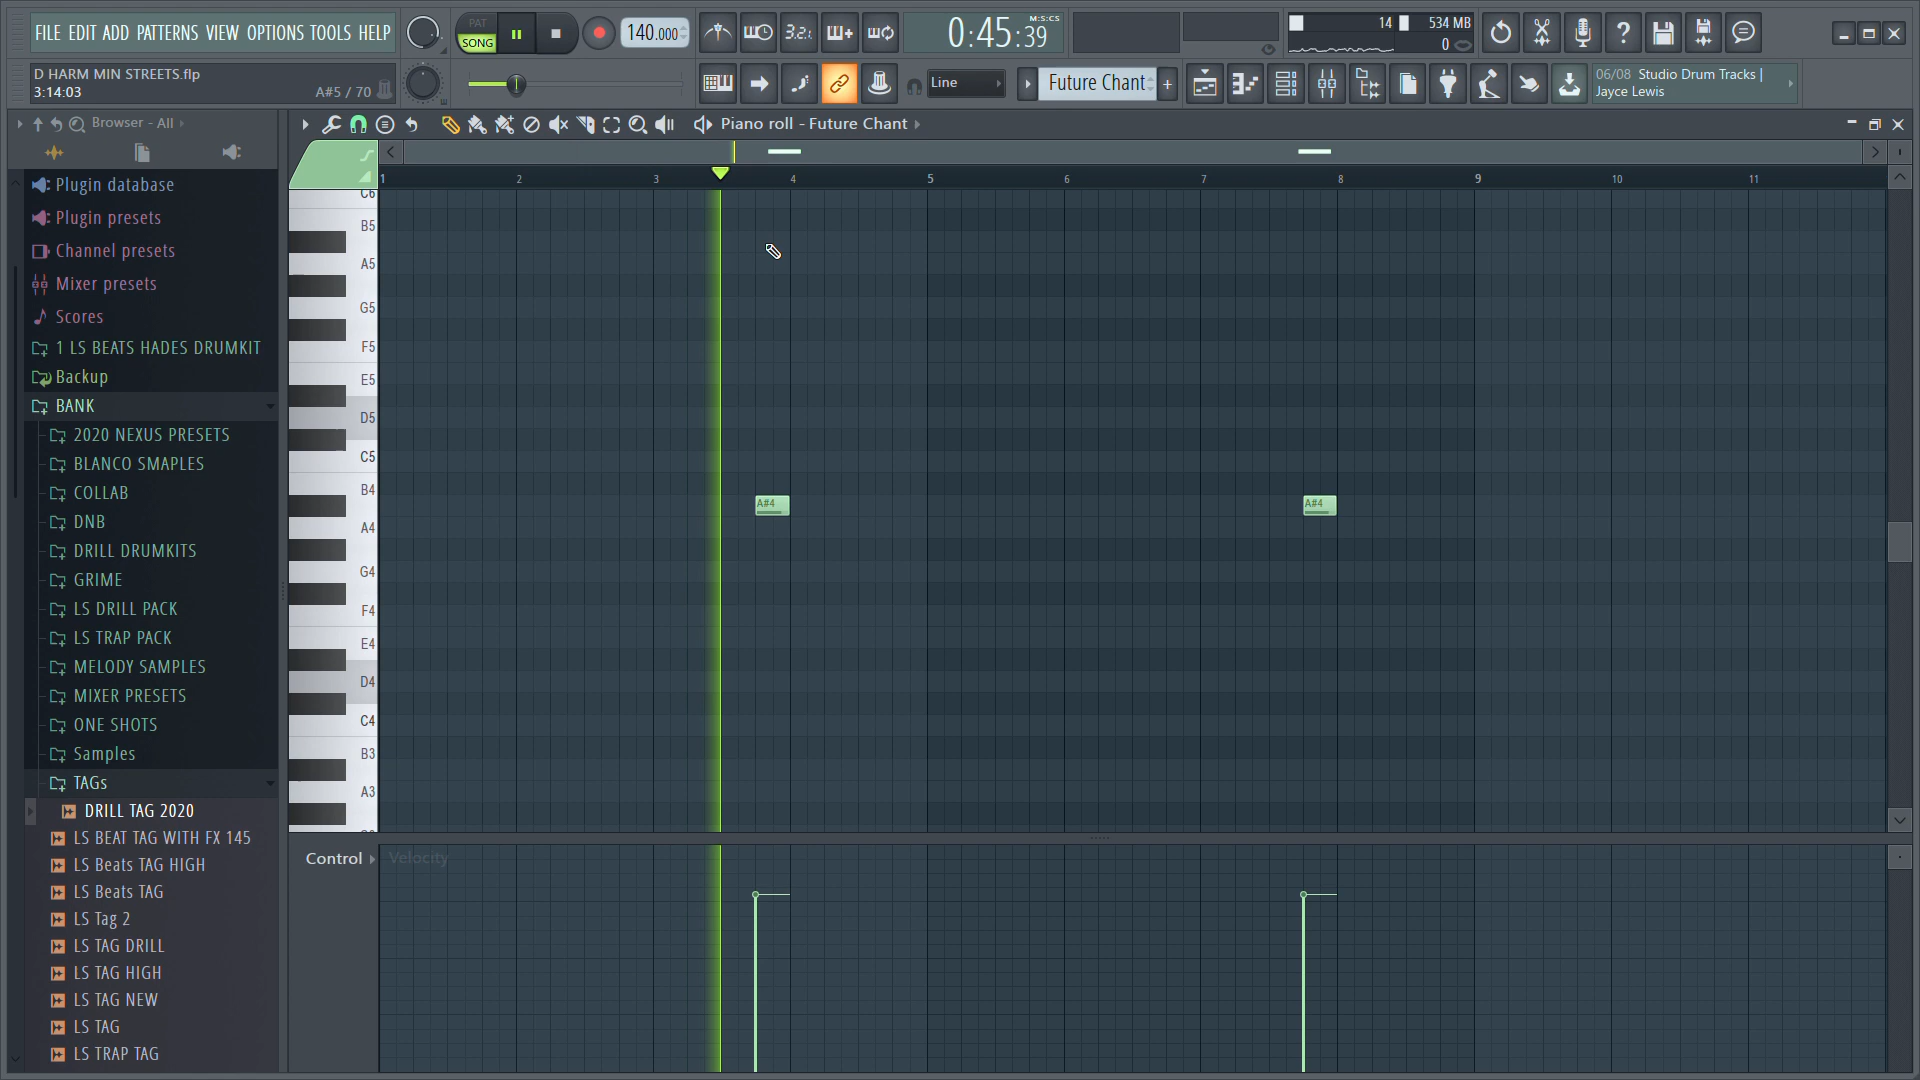 FILE EDIT ADD PATTERNS VIEW OPTIONS TOOLS HELP
PAT
SONG
140.000
3.2.1
0:45:39
M:S:CS
14
534 MB
0
D HARM MIN STREETS.flp
3:14:03
A#5 / 70
Line
Future Chant
06/08 Studio Drum Tracks |
Jayce Lewis
Browser - All
Piano roll - Future Chant
Plugin database
Plugin presets
Channel presets
Mixer presets
Scores
1 LS BEATS HADES DRUMKIT
Backup
BANK
2020 NEXUS PRESETS
BLANCO SMAPLES
COLLAB
DNB
DRILL DRUMKITS
GRIME
LS DRILL PACK
LS TRAP PACK
MELODY SAMPLES
MIXER PRESETS
ONE SHOTS
Samples
TAGs
DRILL TAG 2020
LS BEAT TAG WITH FX 145
LS Beats TAG HIGH
LS Beats TAG
LS Tag 2
LS TAG DRILL
LS TAG HIGH
LS TAG NEW
LS TAG
LS TRAP TAG
1 2 3 4 5 6 7 8 9 10 11
C6
B5
A5
G5
F5
E5
D5
C5
B4
A#4 A#4
A4
G4
F4
E4
D4
C4
B3
A3
Control Velocity